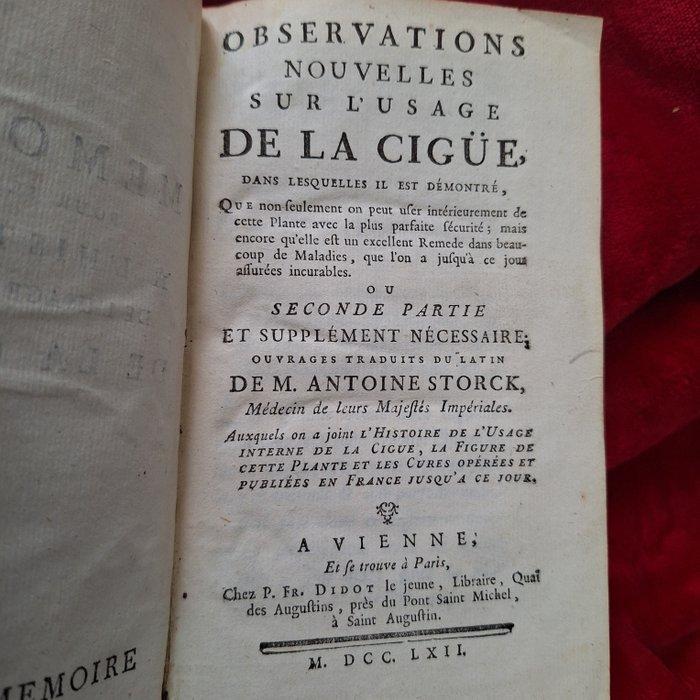 OBSERVATIONS
NOUVELLES
SUR L'USAGE
DE LA CIGÜE,
DANS LESQUELLES IL EST DÉMONTRÉ,
QUE non-seulement on peut user intérieurement de
cette Plante avec la plus parfaite sécurité; mais
encore qu'elle est un excellent Remede dans beau-
coup de Maladies, que l'on a jusqu'à ce jour
assurées incurables.
OU
SECONDE PARTIE
ET SUPPLÉMENT NÉCESSAIRE;
OUVRAGES TRADUITS DU LATIN
DE M. ANTOINE STORCK,
Médecin de leurs Majestés Impériales.
Auxquels on a joint L'HISTOIRE DE L'USAGE
INTERNE DE LA CIGUE, LA FIGURE DE
CETTE PLANTE ET LES CURES OPÉRÉES ET
PUBLIÉES EN FRANCE JUSQU'A CE JOUR.
A VIENNE;
Et se trouve à Paris,
Chez P. FR. DIDOT le jeune, Libraire, Quai
des Augustins, près du Pont Saint Michel,
à Saint Augustin.
M. DCC. LXII.
MEMOIRE